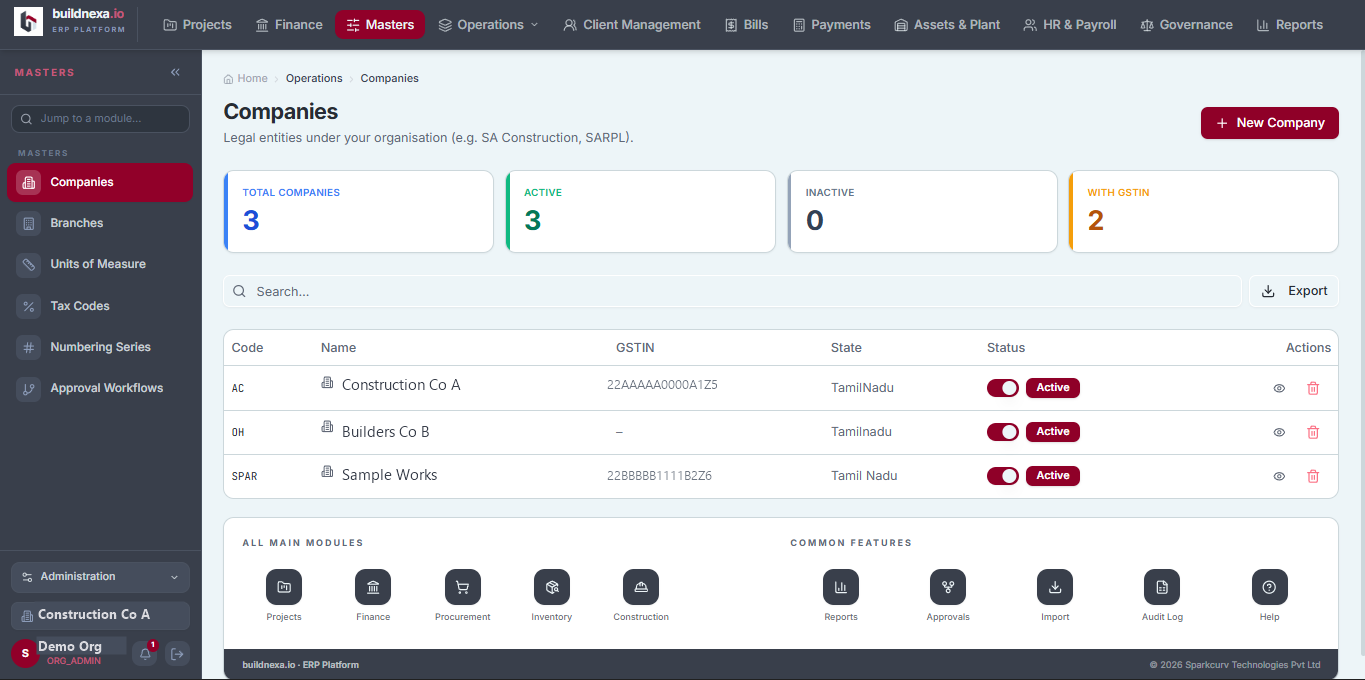 buildnexa.io
ERP PLATFORM
Projects
Finance
Masters
Operations
Client Management
Bills
Payments
Assets & Plant
HR & Payroll
Governance
Reports
MASTERS
Jump to a module...
MASTERS
Companies
Branches
Units of Measure
Tax Codes
Numbering Series
Approval Workflows
Administration
Construction Co A
S
Demo Org
ORG_ADMIN
1
Home › Operations › Companies
Companies
Legal entities under your organisation (e.g. SA Construction, SARPL).
+ New Company
TOTAL COMPANIES
3
ACTIVE
3
INACTIVE
0
WITH GSTIN
2
Search...
Export
Code Name GSTIN State Status Actions
AC Construction Co A 22AAAAA0000A1Z5 TamilNadu Active
OH Builders Co B – Tamilnadu Active
SPAR Sample Works 22BBBBB1111B2Z6 Tamil Nadu Active
ALL MAIN MODULES
Projects
Finance
Procurement
Inventory
Construction
COMMON FEATURES
Reports
Approvals
Import
Audit Log
Help
buildnexa.io · ERP Platform
© 2026 Sparkcurv Technologies Pvt Ltd